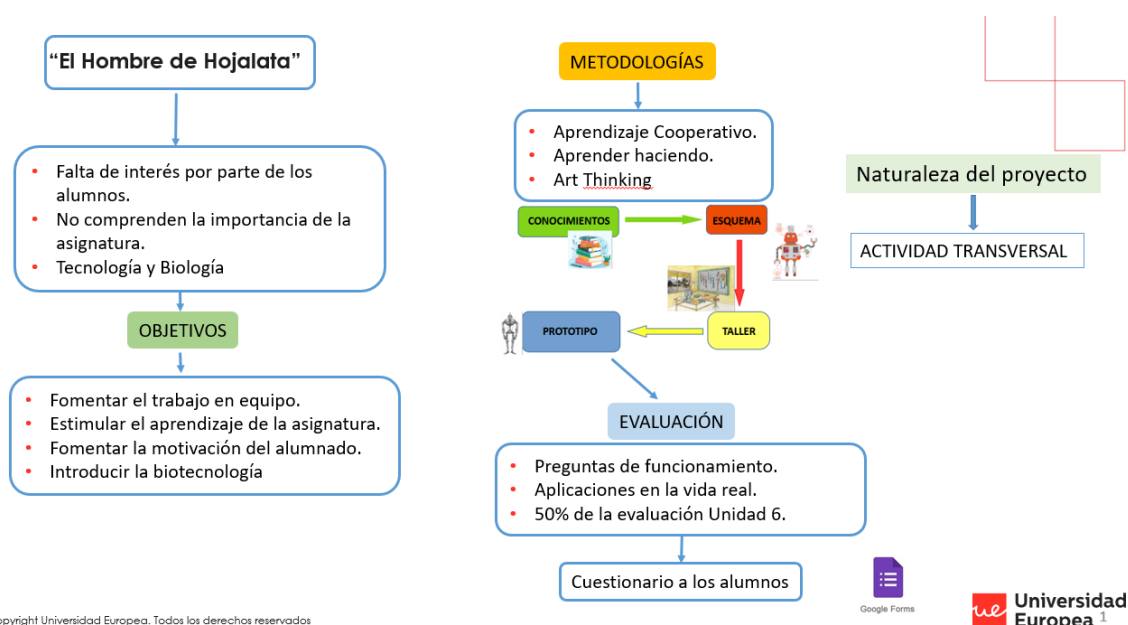 “El Hombre de Hojalata”
• Falta de interés por parte de los
alumnos.
• No comprenden la importancia de la
asignatura.
• Tecnología y Biología
OBJETIVOS
• Fomentar el trabajo en equipo.
• Estimular el aprendizaje de la asignatura.
• Fomentar la motivación del alumnado.
• Introducir la biotecnología
METODOLOGÍAS
• Aprendizaje Cooperativo.
• Aprender haciendo.
• Art Thinking
CONOCIMIENTOS
ESQUEMA
TALLER
PROTOTIPO
EVALUACIÓN
• Preguntas de funcionamiento.
• Aplicaciones en la vida real.
• 50% de la evaluación Unidad 6.
Cuestionario a los alumnos
Naturaleza del proyecto
ACTIVIDAD TRANSVERSAL
Google Forms
opyright Universidad Europea. Todos los derechos reservados
ue Universidad
Europea
1